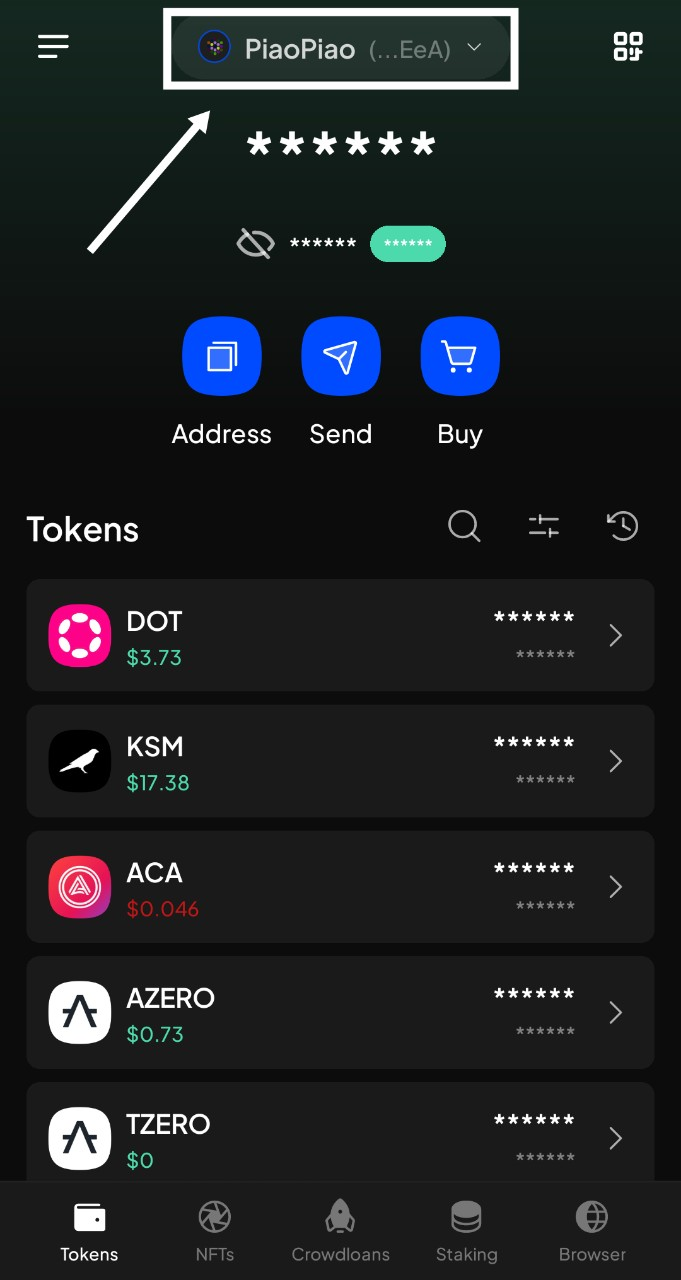 PiaoPiao (...EeA)
******
****** ******
Address Send Buy
Tokens
DOT ******
$3.73 ******
KSM ******
$17.38 ******
ACA ******
$0.046 ******
AZERO ******
$0.73 ******
TZERO ******
$0 ******
Tokens NFTs Crowdloans Staking Browser